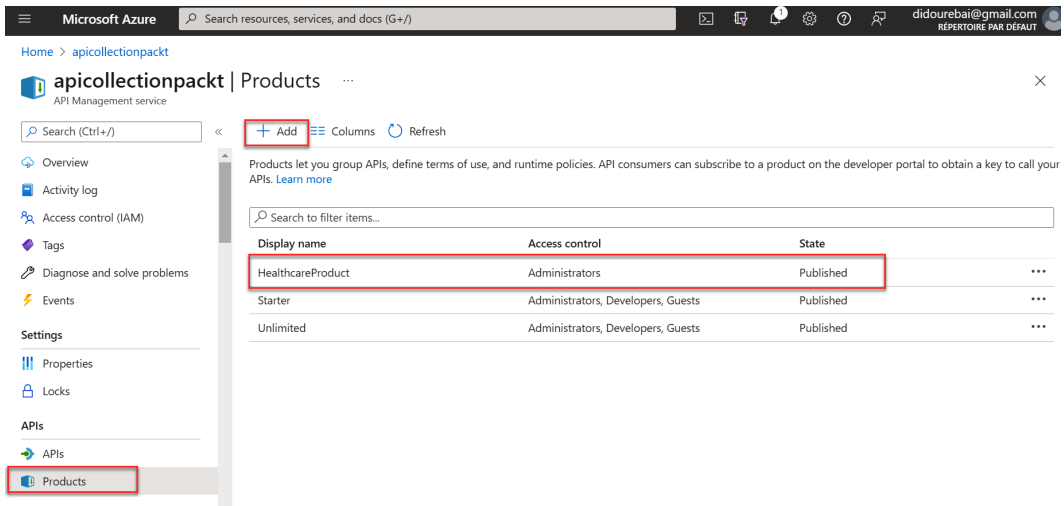 Microsoft Azure
Search resources, services, and docs (G+/)
1
didourebai@gmail.com
RÉPERTOIRE PAR DÉFAUT
Home > apicollectionpackt
apicollectionpackt | Products ...
API Management service
Search (Ctrl+/)
«
Add
Columns
Refresh
Overview
Activity log
Access control (IAM)
Tags
Diagnose and solve problems
Events
Settings
Properties
Locks
APIs
APIs
Products
Products let you group APIs, define terms of use, and runtime policies. API consumers can subscribe to a product on the developer portal to obtain a key to call your
APIs. Learn more
Search to filter items...
Display name Access control State
HealthcareProduct Administrators Published ...
Starter Administrators, Developers, Guests Published ...
Unlimited Administrators, Developers, Guests Published ...